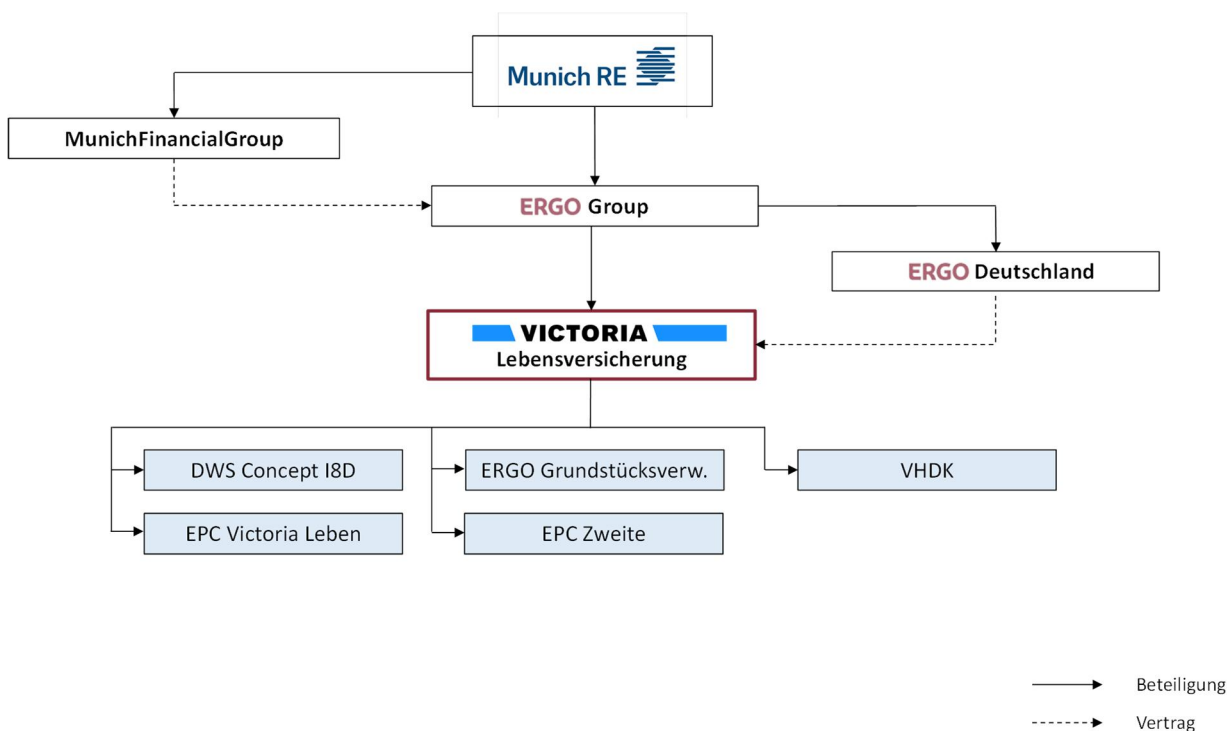 Munich RE
MunichFinancialGroup
ERGO Group
ERGO Deutschland
VICTORIA
Lebensversicherung
DWS Concept I8D
ERGO Grundstücksverw.
VHDK
EPC Victoria Leben
EPC Zweite
Beteiligung
Vertrag